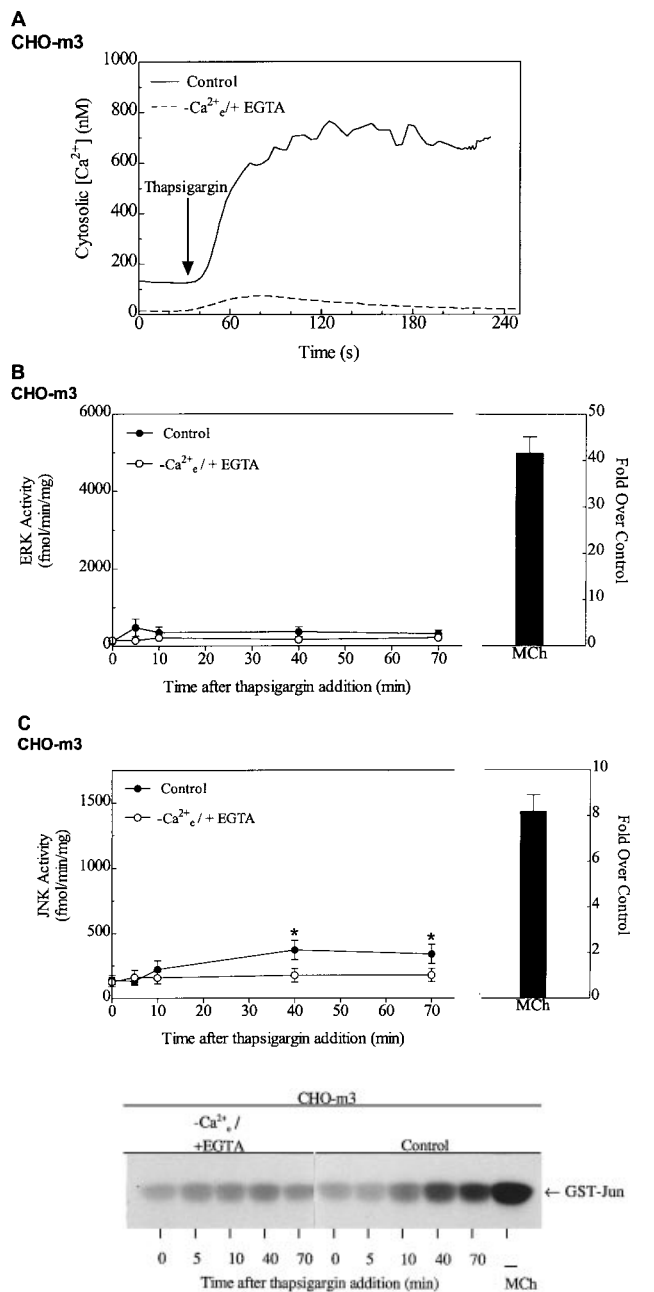 A
CHO-m3
1000
800
600
400
200
0
Cytosolic [Ca²⁺] (nM)
Control
-Ca²⁺e/+ EGTA
Thapsigargin
0 60 120 180 240
Time (s)
B
CHO-m3
6000
4000
2000
0
ERK Activity
(fmol/min/mg)
Control
-Ca²⁺e / + EGTA
0 10 20 30 40 50 60 70
Time after thapsigargin addition (min)
50
40
30
20
10
0
Fold Over Control
MCh
C
CHO-m3
1500
1000
500
0
JNK Activity
(fmol/min/mg)
Control
-Ca²⁺e / + EGTA
* *
0 10 20 30 40 50 60 70
Time after thapsigargin addition (min)
10
8
6
4
2
0
Fold Over Control
MCh
CHO-m3
-Ca²⁺e /
+EGTA
Control
← GST-Jun
0 5 10 40 70 0 5 10 40 70 _
Time after thapsigargin addition (min) MCh